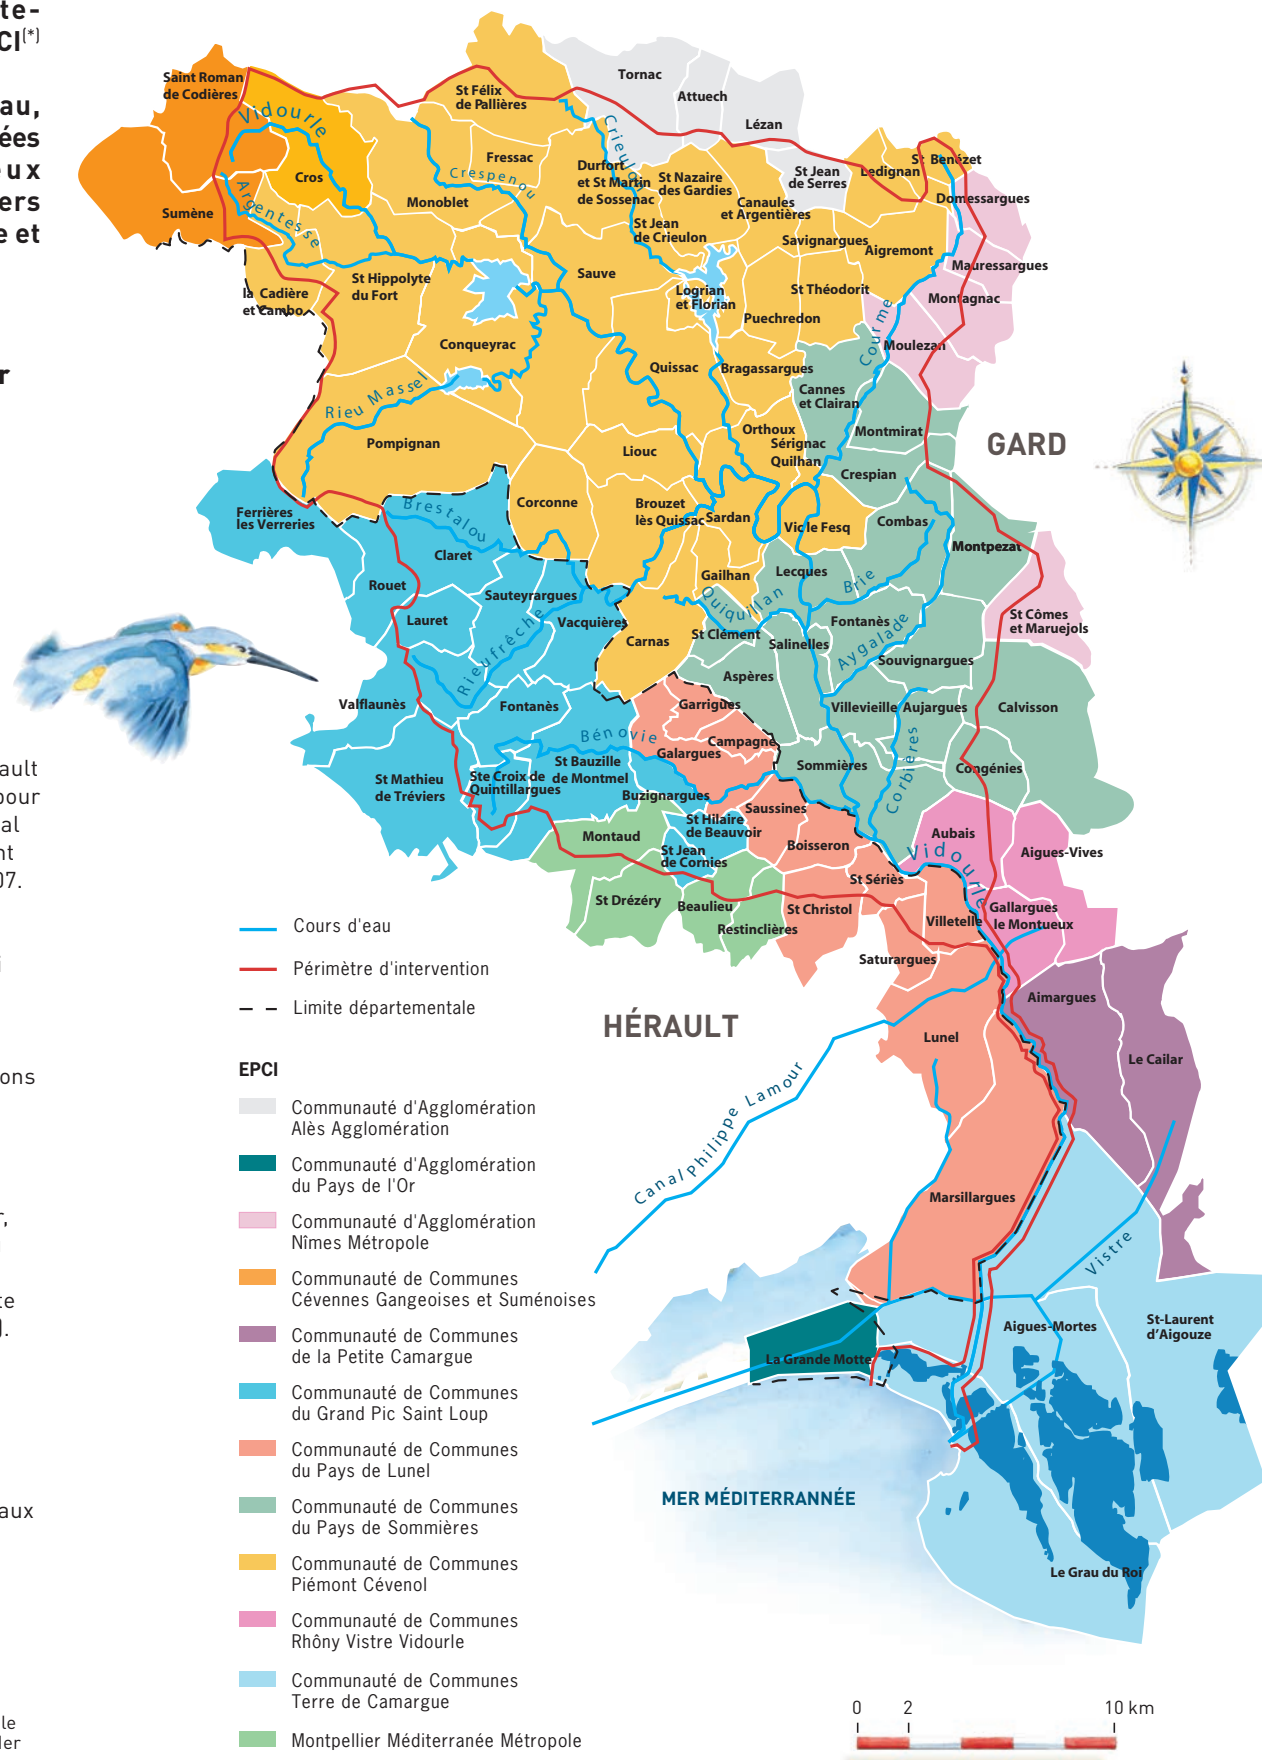 te-
CI(*)
au,
ées
eux
ers
e et
r
ault
pour
al
nt
07.
i
ons
r,
te
).
aux
le
ler
Saint Roman
de Codières
Vidourle
Cros
Argentesse
Sumène
la Cadière
et Cambo
St Hippolyte
du Fort
Monoblet
Crespenou
Fressac
St Félix
de Pallières
Tornac
Attuech
Lézan
Crieulon
Durfort
et St Martin
de Sossenac
St Nazaire
des Gardies
St Jean
de Serres
Ledignan
St Benézet
Domessargues
Canaules
et Argentières
St Jean
de Crieulon
Savignargues
Aigremont
Mauressargues
Sauve
Logrian
et Florian
St Théodorit
Montagnac
Puechredon
Courme
Moulezan
Conqueyrac
Quissac
Bragassargues
Cannes
et Clairan
Rieu Massel
Pompignan
Liouc
Orthoux
Sérignac
Quilhan
Montmirat
GARD
Crespian
Ferrières
les Verreries
Brestalou
Corconne
Brouzet
lès Quissac
Sardan
Vic le Fesq
Combas
Montpezat
Claret
Gailhan
Lecques
Brie
Rouet
Sauteyrargues
Quiquillan
St Cômes
et Maruejols
Lauret
Vacquières
Rieufrêche
Carnas
St Clément
Salinelles
Fontanès
Aygalade
Souvignargues
Aspères
Valflaunès
Fontanès
Garrigues
Villevieille
Aujargues
Calvisson
Bénovie
Campagne
Galargues
Sommières
Corbières
Congénies
St Mathieu
de Tréviers
Ste Croix de
Quintillargues
St Bauzille
de Montmel
Buzignargues
Saussines
St Hilaire
de Beauvoir
Montaud
Boisseron
Aubais
Aigues-Vives
St Jean
de Cornies
Vidourle
St Sériès
St Drézéry
Beaulieu
St Christol
Villetelle
Gallargues
le Montueux
Restinclières
Saturargues
Aimargues
HÉRAULT
Lunel
Le Cailar
Canal Philippe Lamour
Marsillargues
Vistre
Aigues-Mortes
St-Laurent
d'Aigouze
La Grande Motte
MER MÉDITERRANNÉE
Le Grau du Roi
Cours d'eau
Périmètre d'intervention
Limite départementale
EPCI
Communauté d'Agglomération
Alès Agglomération
Communauté d'Agglomération
du Pays de l'Or
Communauté d'Agglomération
Nîmes Métropole
Communauté de Communes
Cévennes Gangeoises et Suménoises
Communauté de Communes
de la Petite Camargue
Communauté de Communes
du Grand Pic Saint Loup
Communauté de Communes
du Pays de Lunel
Communauté de Communes
du Pays de Sommières
Communauté de Communes
Piémont Cévenol
Communauté de Communes
Rhôny Vistre Vidourle
Communauté de Communes
Terre de Camargue
Montpellier Méditerranée Métropole
0 2 10 km